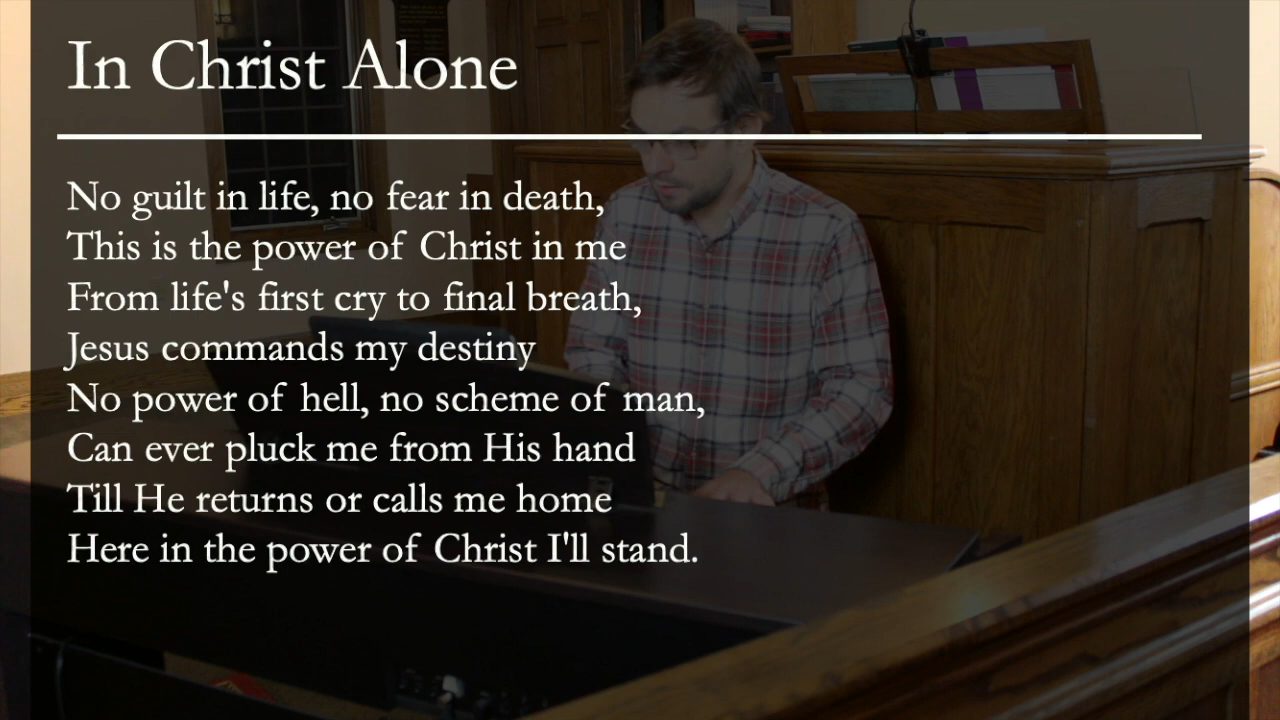 In Christ Alone
No guilt in life, no fear in death,
This is the power of Christ in me
From life's first cry to final breath,
Jesus commands my destiny
No power of hell, no scheme of man,
Can ever pluck me from His hand
Till He returns or calls me home
Here in the power of Christ I'll stand.